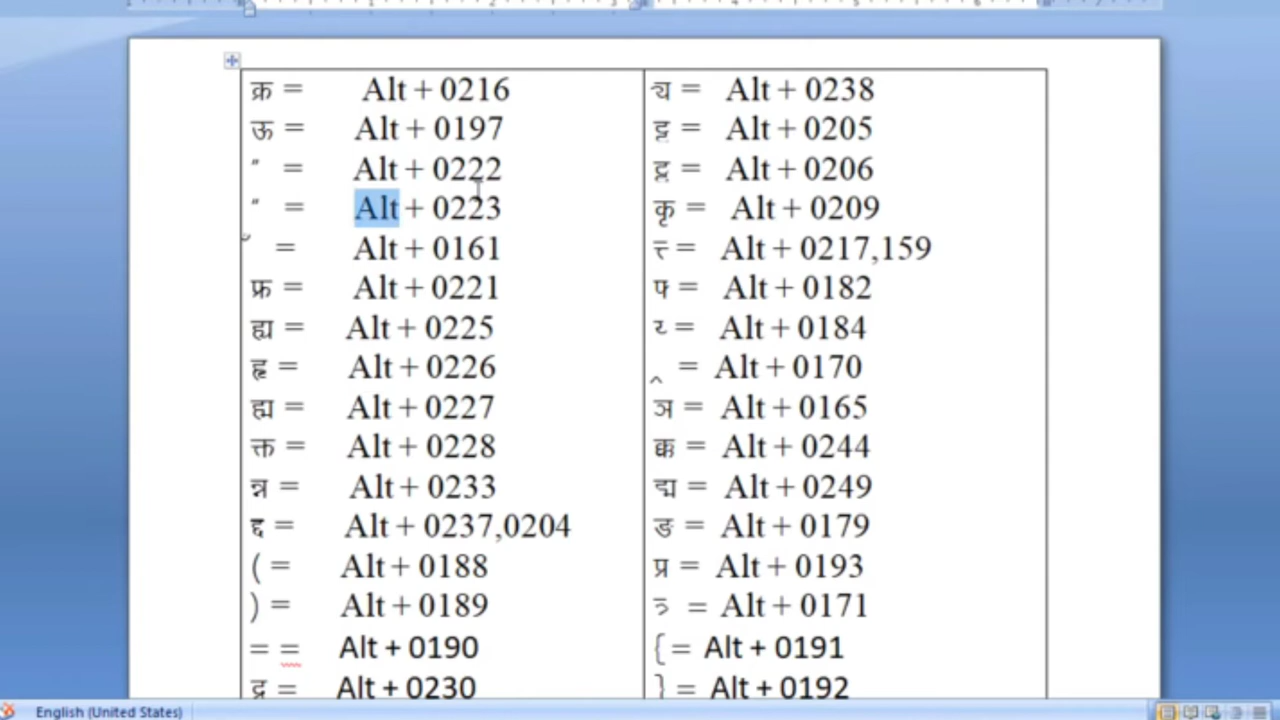 क्र = Alt + 0216
ऊ = Alt + 0197
" = Alt + 0222
" = Alt + 0223
ँ = Alt + 0161
फ्र = Alt + 0221
ह्य = Alt + 0225
हृ = Alt + 0226
ह्म = Alt + 0227
क्त = Alt + 0228
न्न = Alt + 0233
द्द = Alt + 0237,0204
( = Alt + 0188
) = Alt + 0189
= = Alt + 0190
द्र = Alt + 0230
= Alt + 0238
ट्ट = Alt + 0205
= Alt + 0206
कृ = Alt + 0209
= Alt + 0217,159
= Alt + 0182
= Alt + 0184
= Alt + 0170
ञ = Alt + 0165
क्क = Alt + 0244
द्म = Alt + 0249
ङ = Alt + 0179
प्र = Alt + 0193
= Alt + 0171
{ = Alt + 0191
} = Alt + 0192
English (United States)